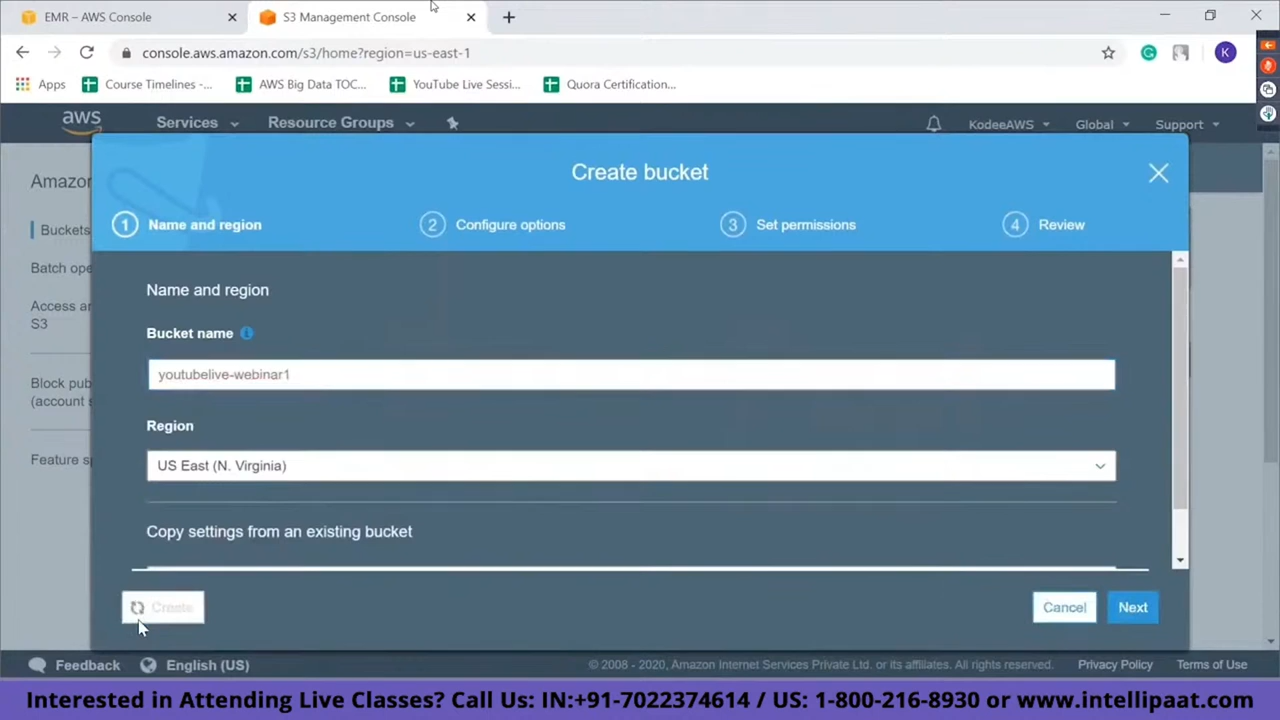 EMR – AWS Console
S3 Management Console
console.aws.amazon.com/s3/home?region=us-east-1
K
Apps
Course Timelines -...
AWS Big Data TOC...
YouTube Live Sessi...
Quora Certification...
aws
Services
Resource Groups
KodeeAWS
Global
Support
Amazon
Create bucket
1 Name and region
2 Configure options
3 Set permissions
4 Review
Buckets
Batch ope
Access an
S3
Block pub
(account s
Feature sp
Name and region
Bucket name
youtubelive-webinar1
Region
US East (N. Virginia)
Copy settings from an existing bucket
Create
Cancel
Next
Feedback
English (US)
© 2008 - 2020, Amazon Internet Services Private Ltd. or its affiliates. All rights reserved.
Privacy Policy
Terms of Use
Interested in Attending Live Classes? Call Us: IN:+91-7022374614 / US: 1-800-216-8930 or www.intellipaat.com